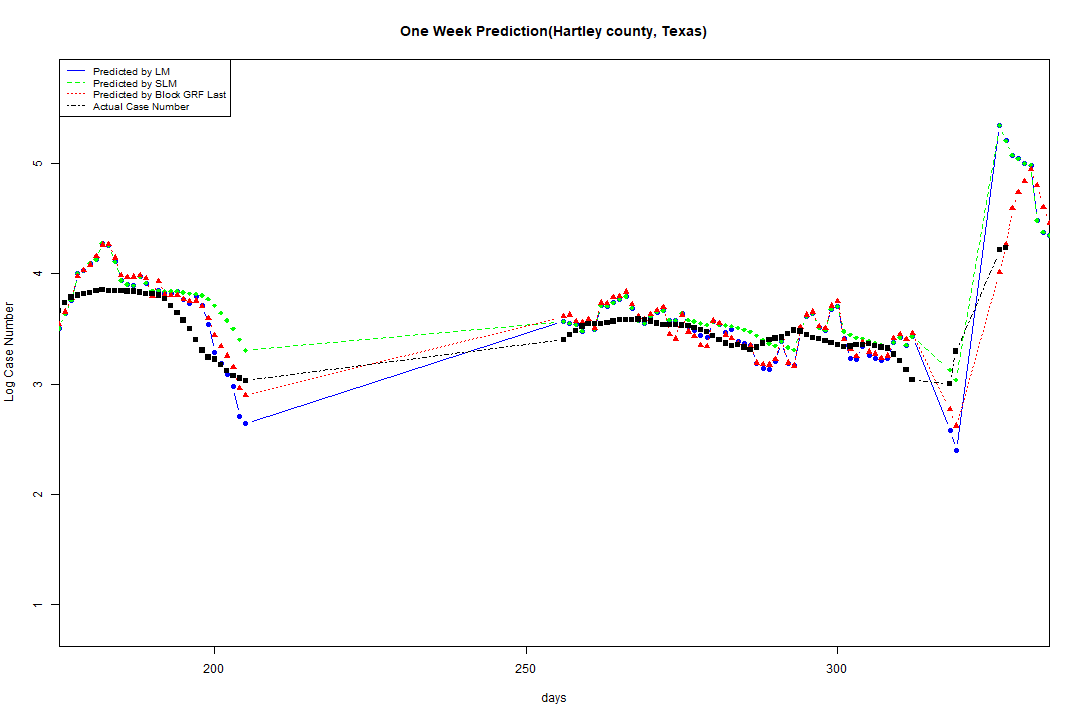 One Week Prediction(Hartley county, Texas)
Predicted by LM
Predicted by SLM
Predicted by Block GRF Last
Actual Case Number
Log Case Number
5
4
3
2
1
200
250
300
days